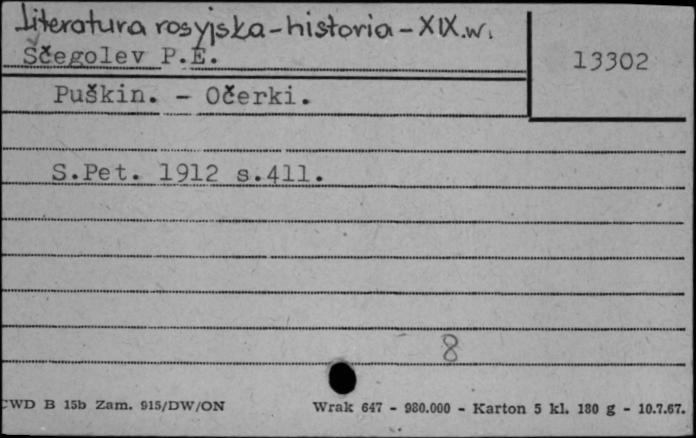 Literatura rosyjska - historia - XIX.w.
Ščegolev P.E.
13302
Puškin. - Očerki.
S.Pet. 1912 s.411.
8
CWD B 15b Zam. 915/DW/ON
Wrak 647 - 980.000 - Karton 5 kl. 180 g - 10.7.67.